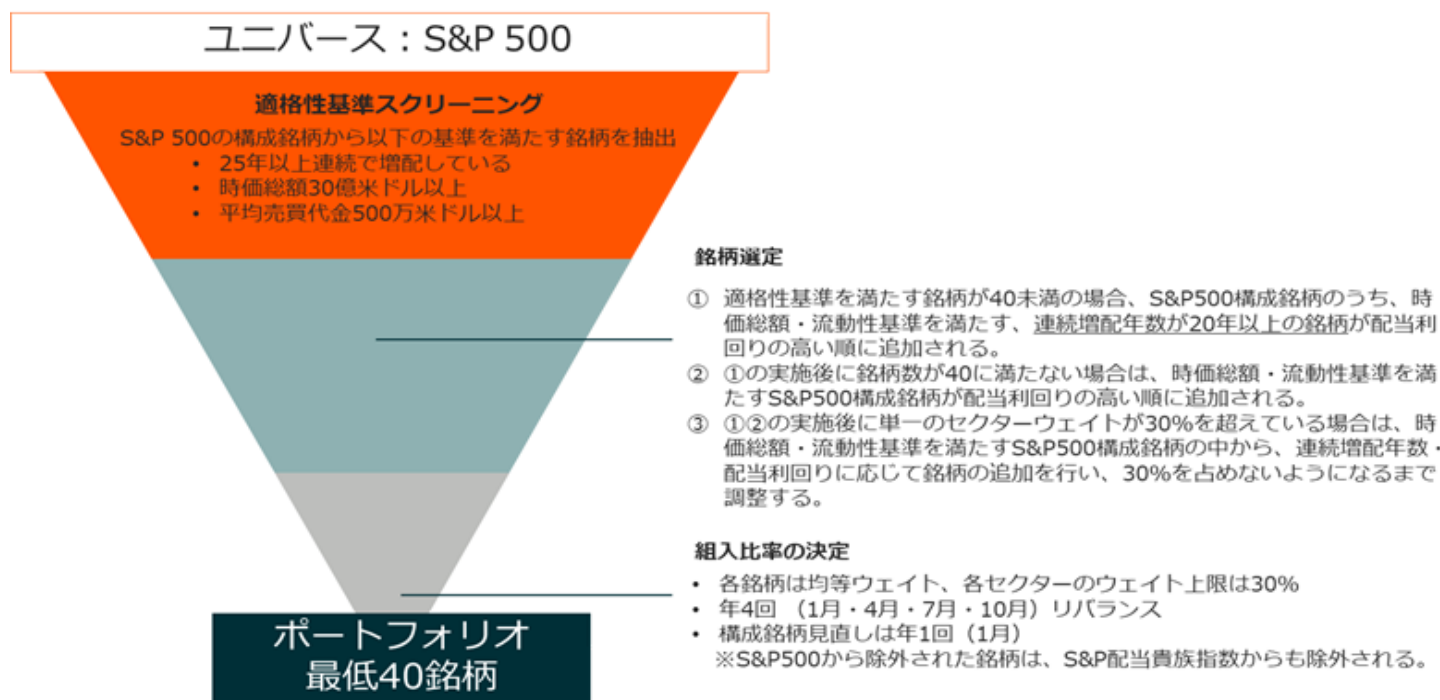 ユニバース：S&P 500
適格性基準スクリーニング
S&P 500の構成銘柄から以下の基準を満たす銘柄を抽出
• 25年以上連続で増配している
• 時価総額30億米ドル以上
• 平均売買代金500万米ドル以上
銘柄選定
① 適格性基準を満たす銘柄が40未満の場合、S&P500構成銘柄のうち、時
価総額・流動性基準を満たす、連続増配年数が20年以上の銘柄が配当利
回りの高い順に追加される。
② ①の実施後に銘柄数が40に満たない場合は、時価総額・流動性基準を満
たすS&P500構成銘柄が配当利回りの高い順に追加される。
③ ①②の実施後に単一のセクターウェイトが30%を超えている場合は、時
価総額・流動性基準を満たすS&P500構成銘柄の中から、連続増配年数・
配当利回りに応じて銘柄の追加を行い、30%を占めないようになるまで
調整する。
組入比率の決定
• 各銘柄は均等ウェイト、各セクターのウェイト上限は30%
• 年4回 （1月・4月・7月・10月）リバランス
• 構成銘柄見直しは年1回（1月）
※S&P500から除外された銘柄は、S&P配当貴族指数からも除外される。
ポートフォリオ
最低40銘柄